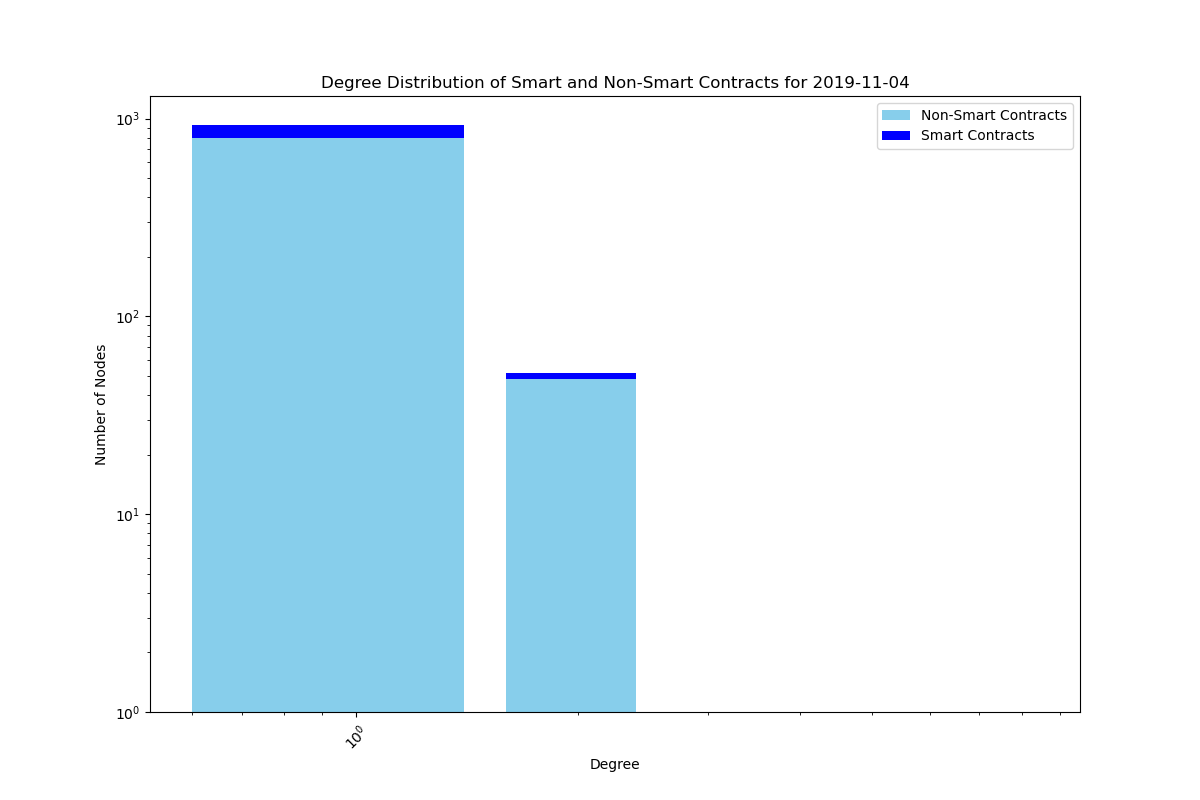 Degree Distribution of Smart and Non-Smart Contracts for 2019-11-04
Non-Smart Contracts
Smart Contracts
10³
10²
10¹
10⁰
Number of Nodes
10⁰
Degree